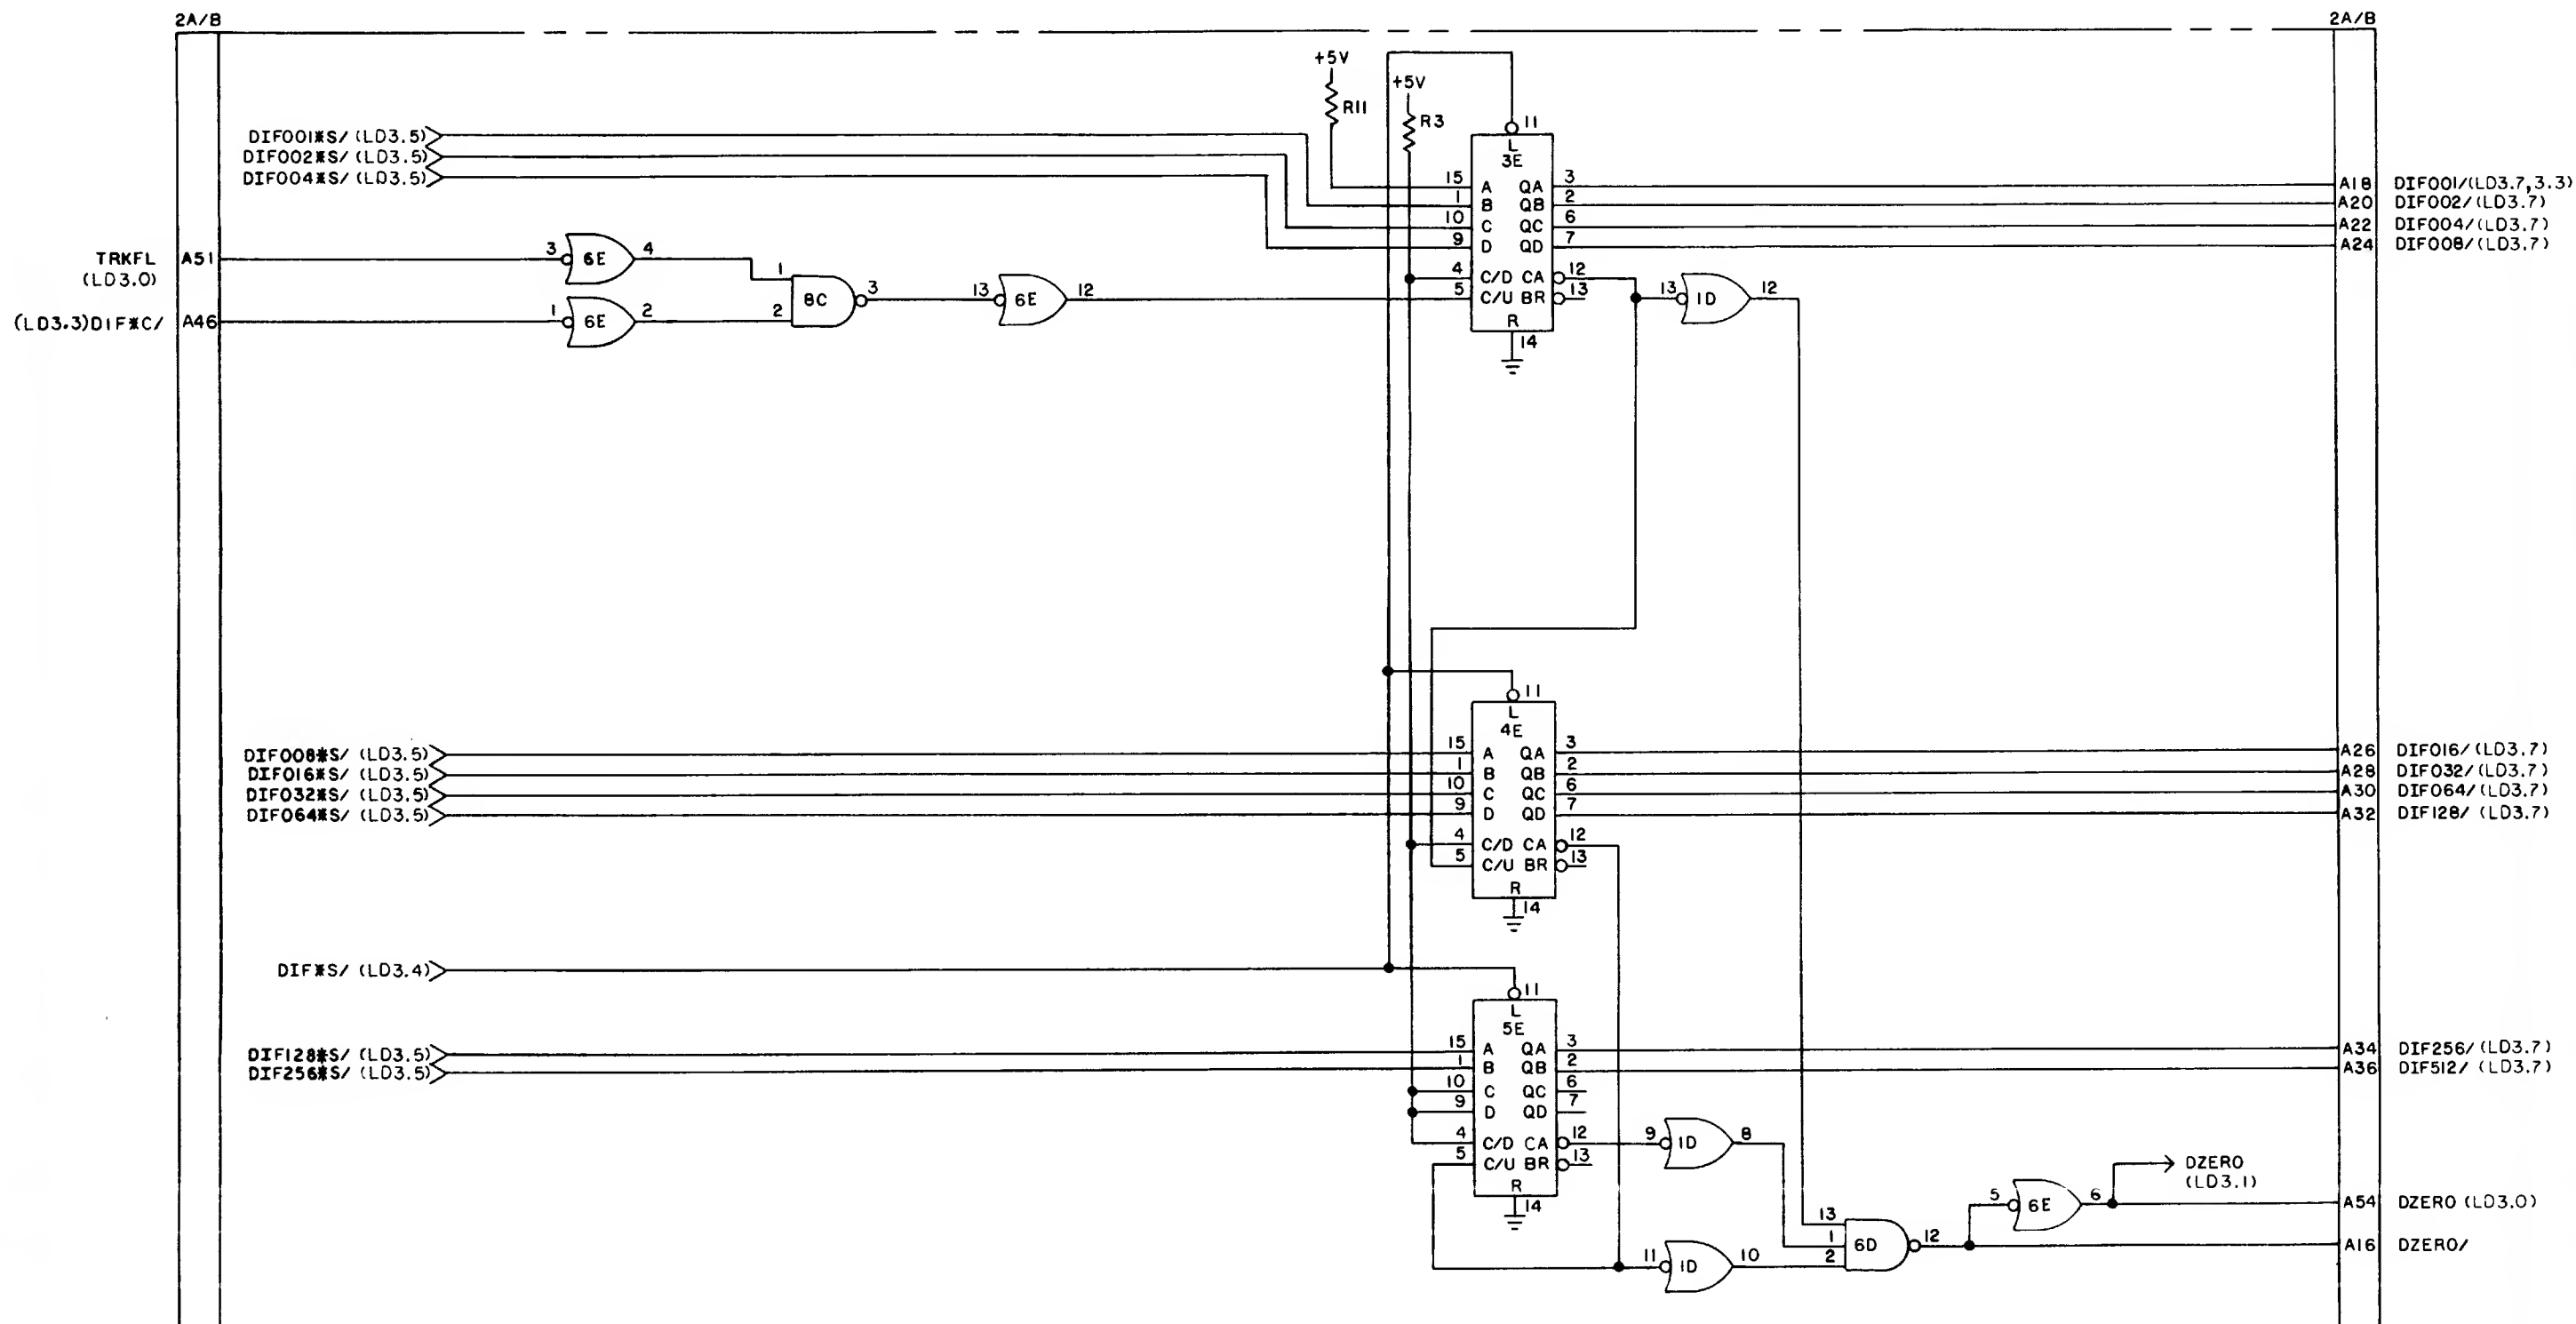 2A/B 2A/B
+5V
R11
+5V
R3
DIF001*S/ (LD3.5)
DIF002*S/ (LD3.5)
DIF004*S/ (LD3.5)
11
L
3E
15 A QA 3 A18 DIF001/(LD3.7,3.3)
1 B QB 2 A20 DIF002/(LD3.7)
10 C QC 6 A22 DIF004/(LD3.7)
9 D QD 7 A24 DIF008/(LD3.7)
4 C/D CA 12
5 C/U BR 13
R
14
13 1D 12
TRKFL A51
(LD3.0)
3 6E 4
(LD3.3)DIF*C/ A46
1 6E 2
1
2 8C 3
13 6E 12
11
L
4E
DIF008*S/ (LD3.5) 15 A QA 3 A26 DIF016/(LD3.7)
DIF016*S/ (LD3.5) 1 B QB 2 A28 DIF032/(LD3.7)
DIF032*S/ (LD3.5) 10 C QC 6 A30 DIF064/(LD3.7)
DIF064*S/ (LD3.5) 9 D QD 7 A32 DIF128/ (LD3.7)
4 C/D CA 12
5 C/U BR 13
R
14
DIF*S/ (LD3.4)
11
L
5E
DIF128*S/ (LD3.5) 15 A QA 3 A34 DIF256/(LD3.7)
DIF256*S/ (LD3.5) 1 B QB 2 A36 DIF512/ (LD3.7)
10 C QC 6
9 D QD 7
4 C/D CA 12
5 C/U BR 13
R
14
9 1D 8
11 1D 10
13
1
2
6D 12
5 6E 6
DZERO
(LD3.1)
A54 DZERO (LD3.0)
A16 DZERO/